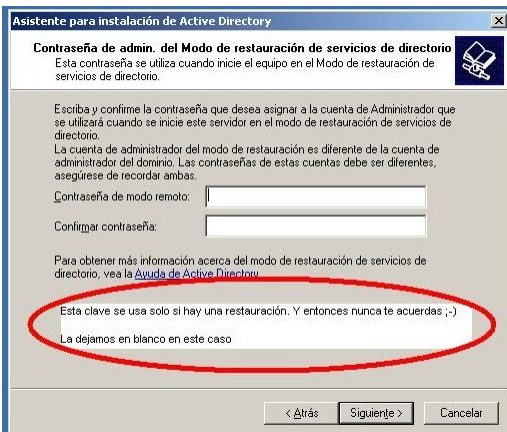 Asistente para instalación de Active Directory
Contraseña de admin. del Modo de restauración de servicios de directorio
Esta contraseña se utiliza cuando inicie el equipo en el Modo de restauración de
servicios de directorio.
Escriba y confirme la contraseña que desea asignar a la cuenta de Administrador que
se utilizará cuando se inicie este servidor en el modo de restauración de servicios de
directorio.
La cuenta de administrador del modo de restauración es diferente de la cuenta de
administrador del dominio. Las contraseñas de estas cuentas debe ser diferentes,
asegúrese de recordar ambas.
Contraseña de modo remoto:
Confirmar contraseña:
Para obtener más información acerca del modo de restauración de servicios de
directorio, vea la Ayuda de Active Directory
Esta clave se usa solo si hay una restauración. Y entonces nunca te acuerdas ;-)
La dejamos en blanco en este caso
< Atrás Siguiente > Cancelar